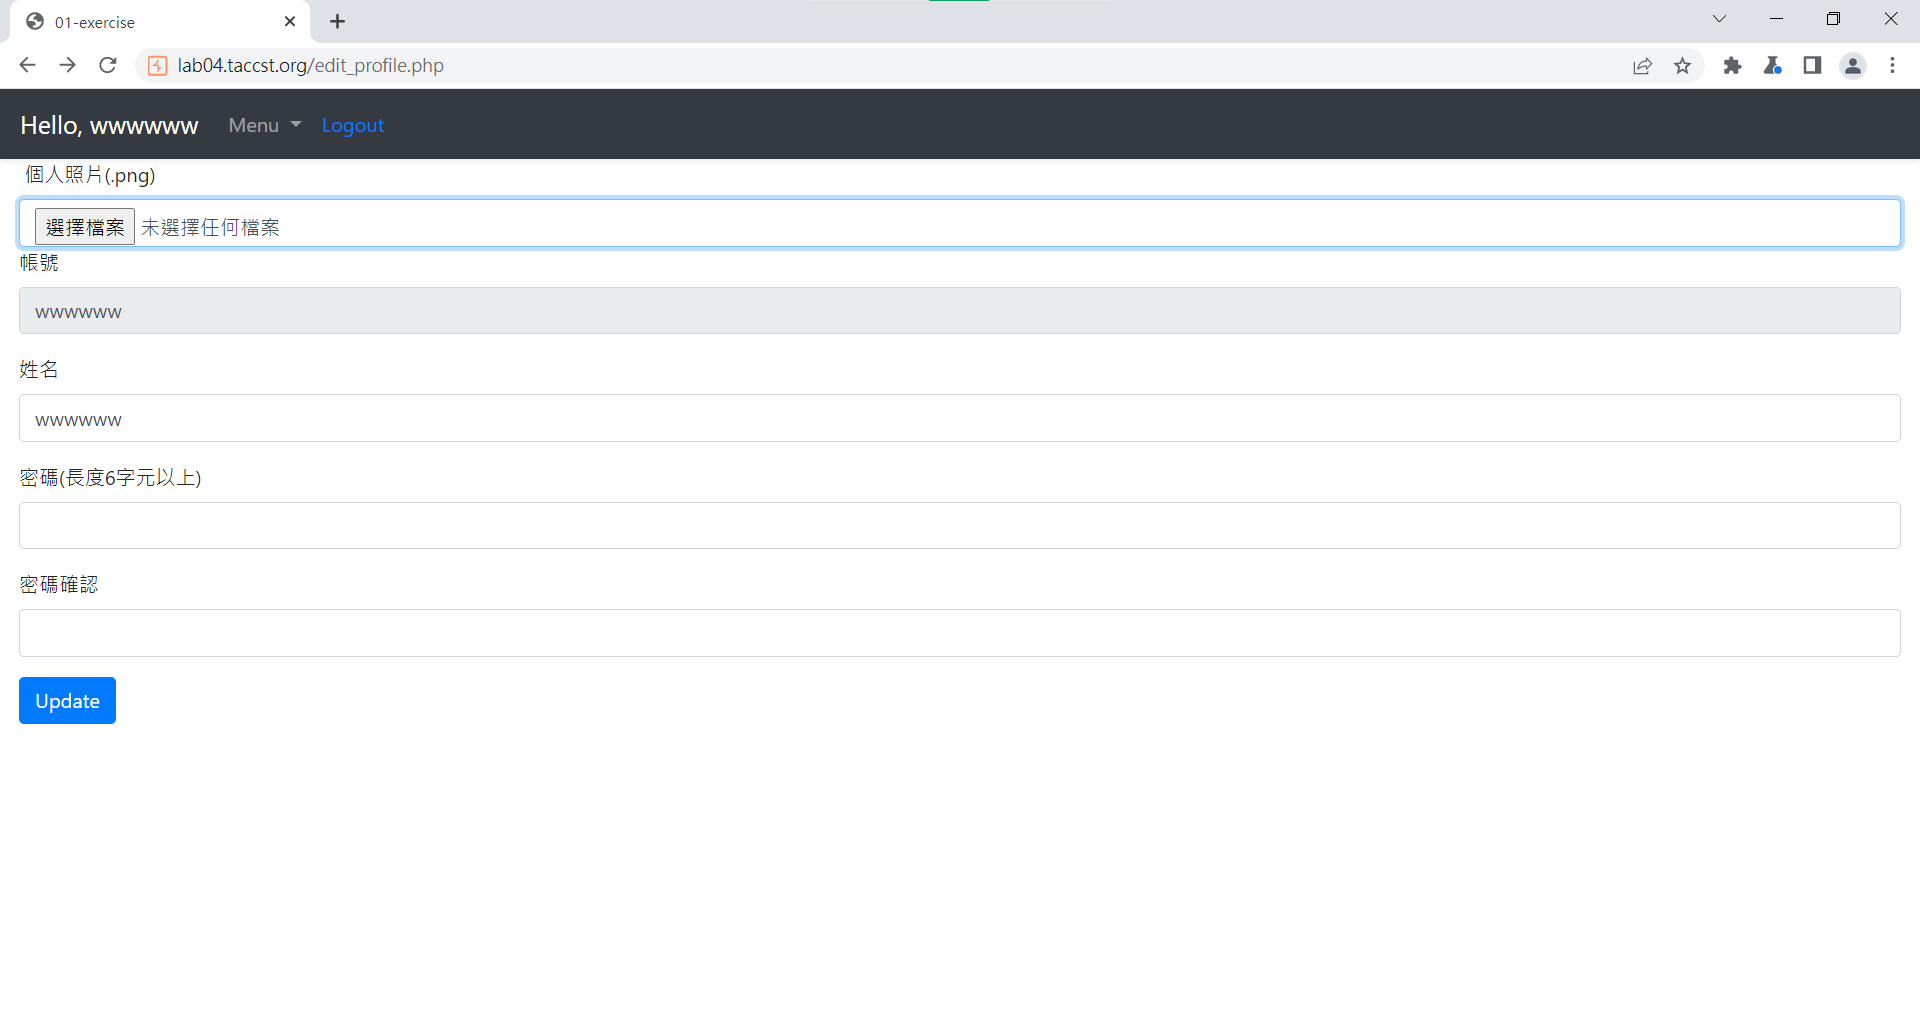 01-exercise
lab04.taccst.org/edit_profile.php
Hello, wwwwww Menu Logout
個人照片(.png)
選擇檔案 未選擇任何檔案
帳號
wwwwww
姓名
wwwwww
密碼(長度6字元以上)
密碼確認
Update